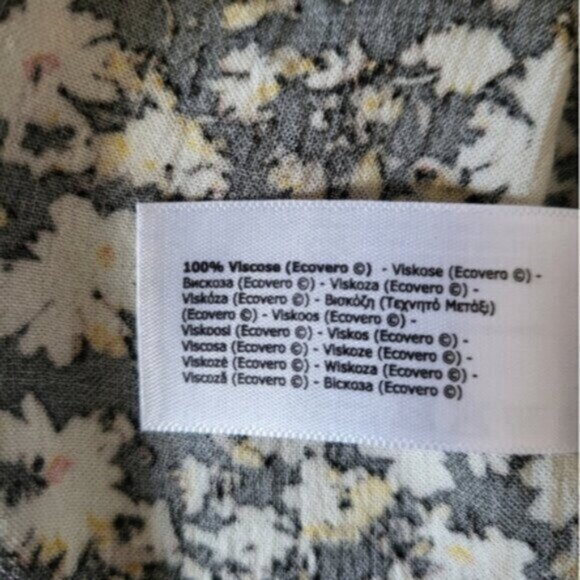 100% Viscose (Ecovero ©) - Viskose (Ecovero ©) -
Вискоза (Ecovero ©) - Viskoza (Ecovero ©) -
Viskóza (Ecovero ©) - Βισκόζη (Τεχνητό Μετάξι)
(Ecovero ©) - Viskoos (Ecovero ©) -
Viskoosi (Ecovero ©) - Viskos (Ecovero ©) -
Viscosa (Ecovero ©) - Viskoze (Ecovero ©) -
Viskozė (Ecovero ©) - Wiskoza (Ecovero ©) -
Viscoză (Ecovero ©) - Віскоза (Ecovero ©)